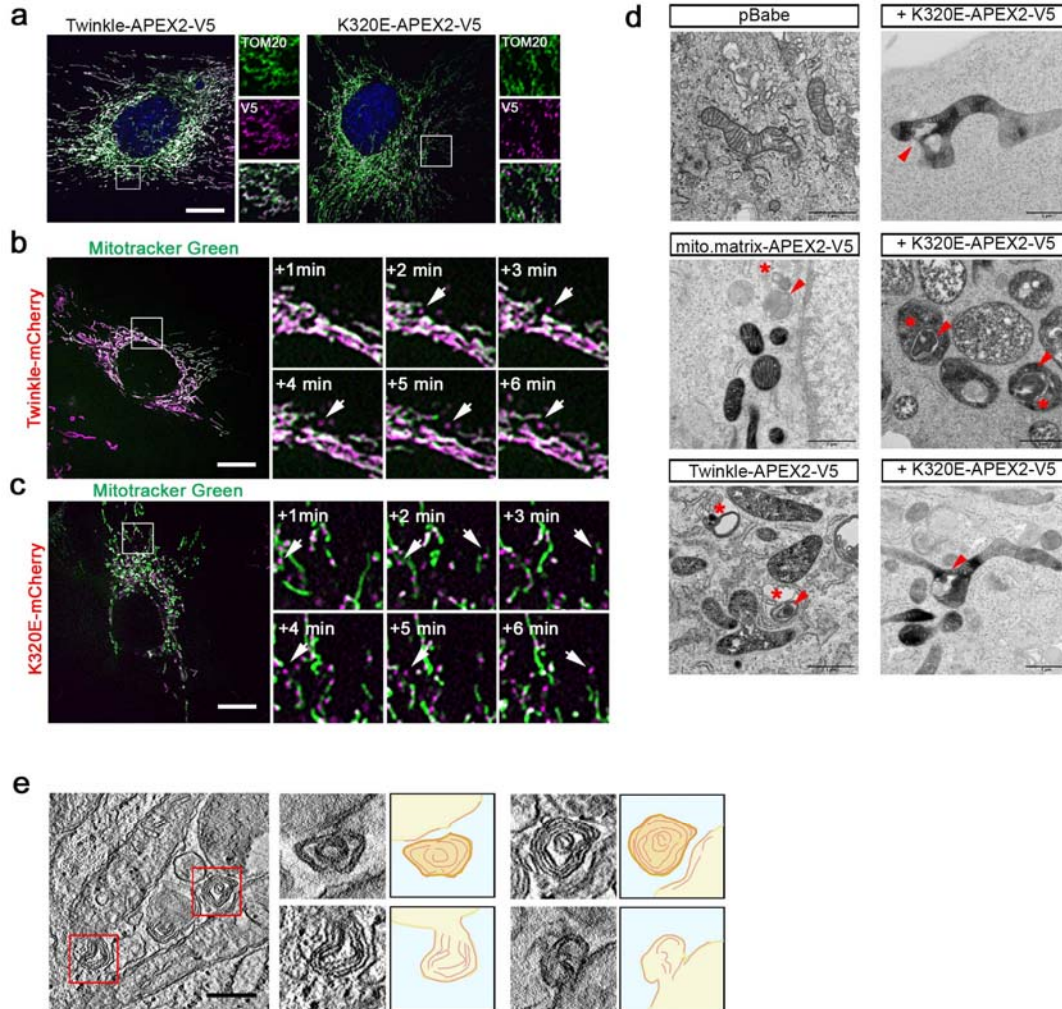 a
Twinkle-APEX2-V5
K320E-APEX2-V5
TOM20
V5
TOM20
V5
b
Mitotracker Green
Twinkle-mCherry
+1min
+2 min
+3 min
+4 min
+5 min
+6 min
c
Mitotracker Green
K320E-mCherry
+1min
+2 min
+3 min
+4 min
+5 min
+6 min
d
pBabe
+ K320E-APEX2-V5
mito.matrix-APEX2-V5
+ K320E-APEX2-V5
Twinkle-APEX2-V5
+ K320E-APEX2-V5
*
*
*
*
*
e